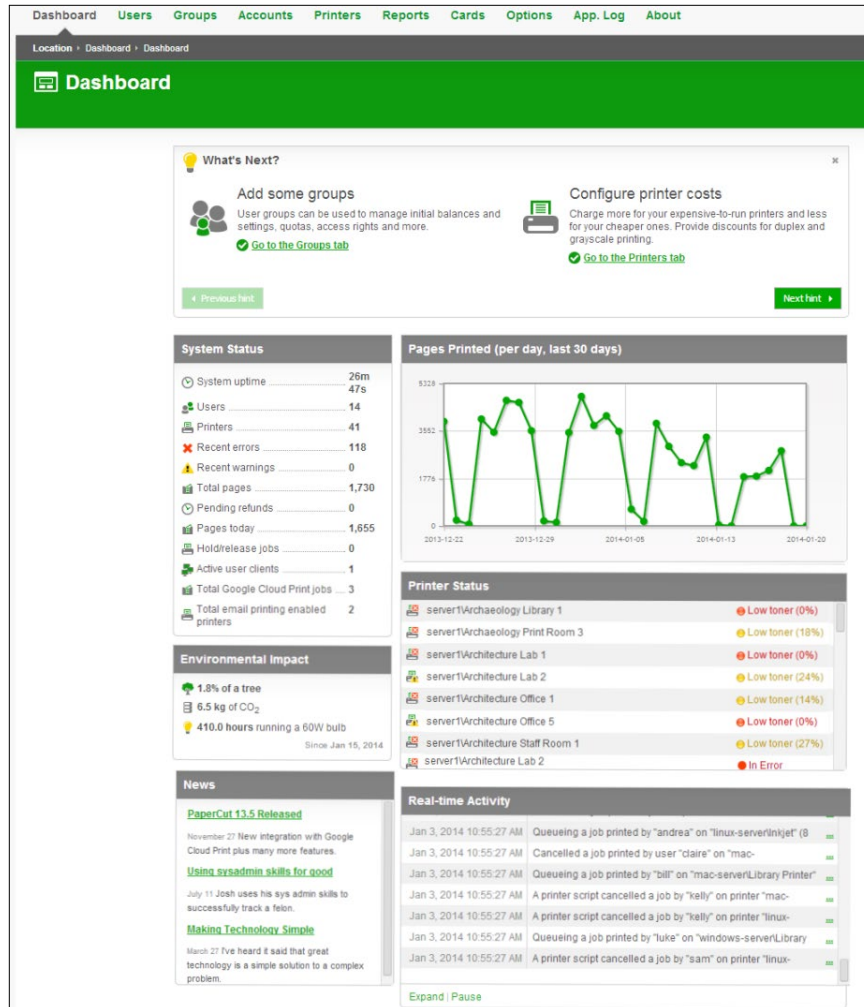 Dashboard Users Groups Accounts Printers Reports Cards Options App. Log About
Location › Dashboard › Dashboard
Dashboard
What's Next?
Add some groups
User groups can be used to manage initial balances and
settings, quotas, access rights and more.
Go to the Groups tab
Configure printer costs
Charge more for your expensive-to-run printers and less
for your cheaper ones. Provide discounts for duplex and
grayscale printing.
Go to the Printers tab
Previous hint
Next hint
System Status
System uptime 26m
47s
Users 14
Printers 41
Recent errors 118
Recent warnings 0
Total pages 1,730
Pending refunds 0
Pages today 1,655
Hold/release jobs 0
Active user clients 1
Total Google Cloud Print jobs 3
Total email printing enabled 2
printers
Environmental Impact
1.8% of a tree
6.5 kg of CO2
410.0 hours running a 60W bulb
Since Jan 15, 2014
News
PaperCut 13.5 Released
November 27 New integration with Google
Cloud Print plus many more features.
Using sysadmin skills for good
July 11 Josh uses his sys admin skills to
successfully track a felon.
Making Technology Simple
March 27 I've heard it said that great
technology is a simple solution to a complex
problem.
Pages Printed (per day, last 30 days)
5328
3552
1776
0
2013-12-22 2013-12-29 2014-01-05 2014-01-13 2014-01-20
Printer Status
server1\Archaeology Library 1 Low toner (0%)
server1\Archaeology Print Room 3 Low toner (18%)
server1\Architecture Lab 1 Low toner (0%)
server1\Architecture Lab 2 Low toner (24%)
server1\Architecture Office 1 Low toner (14%)
server1\Architecture Office 5 Low toner (0%)
server1\Architecture Staff Room 1 Low toner (27%)
server1\Architecture Lab 2 In Error
Real-time Activity
Jan 3, 2014 10:55:27 AM Queueing a job printed by "andrea" on "linux-server\Inkjet" (8
Jan 3, 2014 10:55:27 AM Cancelled a job printed by user "claire" on "mac-
Jan 3, 2014 10:55:27 AM Queueing a job printed by "bill" on "mac-server\Library Printer"
Jan 3, 2014 10:55:27 AM A printer script cancelled a job by "kelly" on printer "mac-
Jan 3, 2014 10:55:27 AM A printer script cancelled a job by "kelly" on printer "linux-
Jan 3, 2014 10:55:27 AM Queueing a job printed by "luke" on "windows-server\Library
Jan 3, 2014 10:55:27 AM A printer script cancelled a job by "sam" on printer "linux-
Expand | Pause